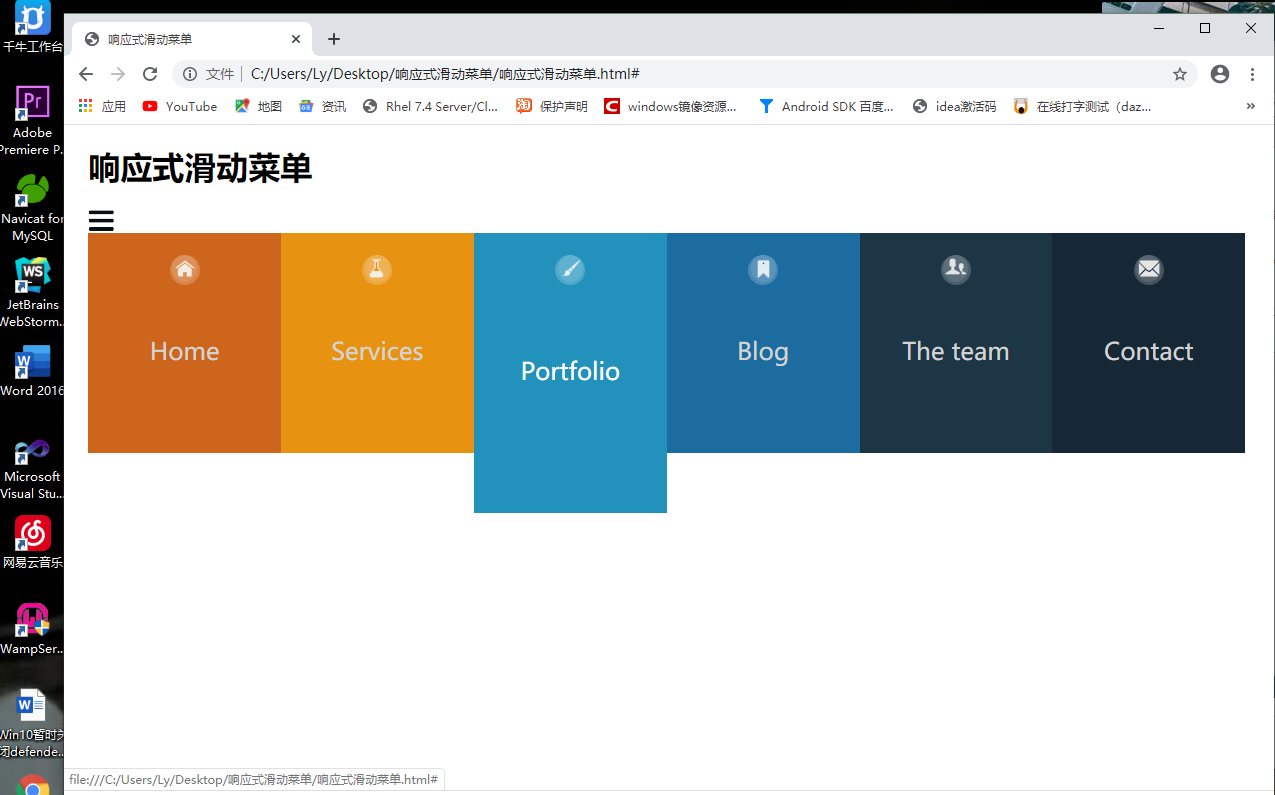 千牛工作台
Adobe
Premiere P...
Navicat for
MySQL
JetBrains
WebStorm...
Word 2016
Microsoft
Visual Stu...
网易云音乐
WampSer...
Win10暂时关
闭defende...
响应式滑动菜单
文件 | C:/Users/Ly/Desktop/响应式滑动菜单/响应式滑动菜单.html#
应用 YouTube 地图 资讯 Rhel 7.4 Server/Cl... 保护声明 windows镜像资源... Android SDK 百度... idea激活码 在线打字测试（daz... »
响应式滑动菜单
Home Services Portfolio Blog The team Contact
file:///C:/Users/Ly/Desktop/响应式滑动菜单/响应式滑动菜单.html#